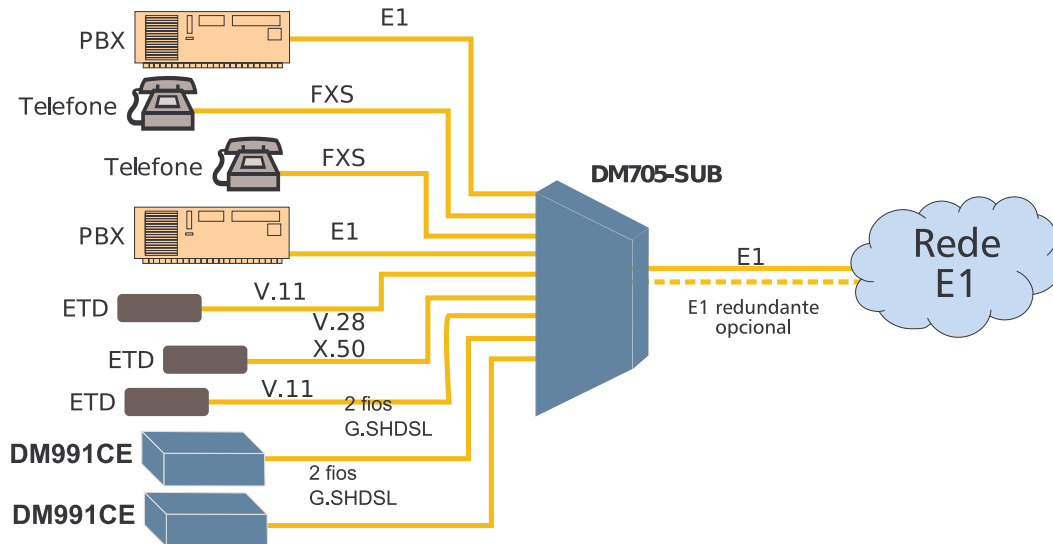 E1
PBX
FXS
Telefone
FXS
Telefone
DM705-SUB
E1
PBX
E1
Rede
E1
E1 redundante
opcional
V.11
ETD
V.28
X.50
ETD
V.11
ETD
2 fios
G.SHDSL
DM991CE
2 fios
G.SHDSL
DM991CE